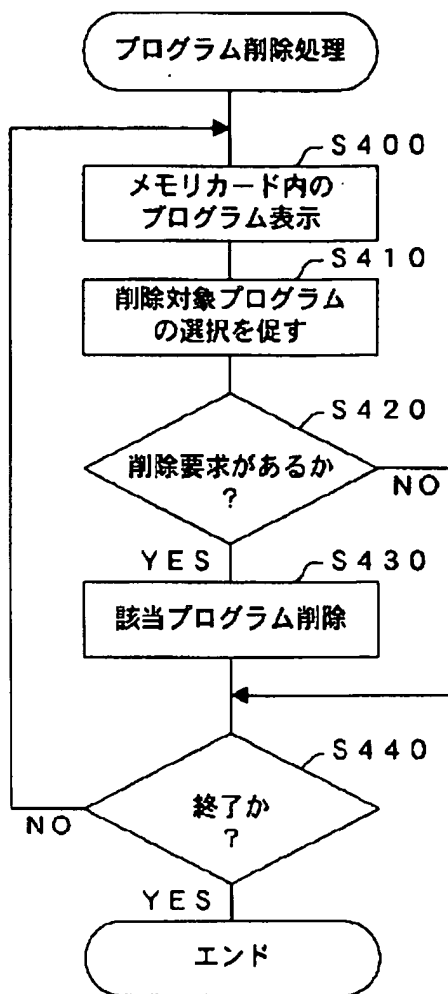 プログラム削除処理
S400
メモリカード内の
プログラム表示
S410
削除対象プログラム
の選択を促す
S420
削除要求があるか
?
NO
YES
S430
該当プログラム削除
S440
終了か
?
NO
YES
エンド